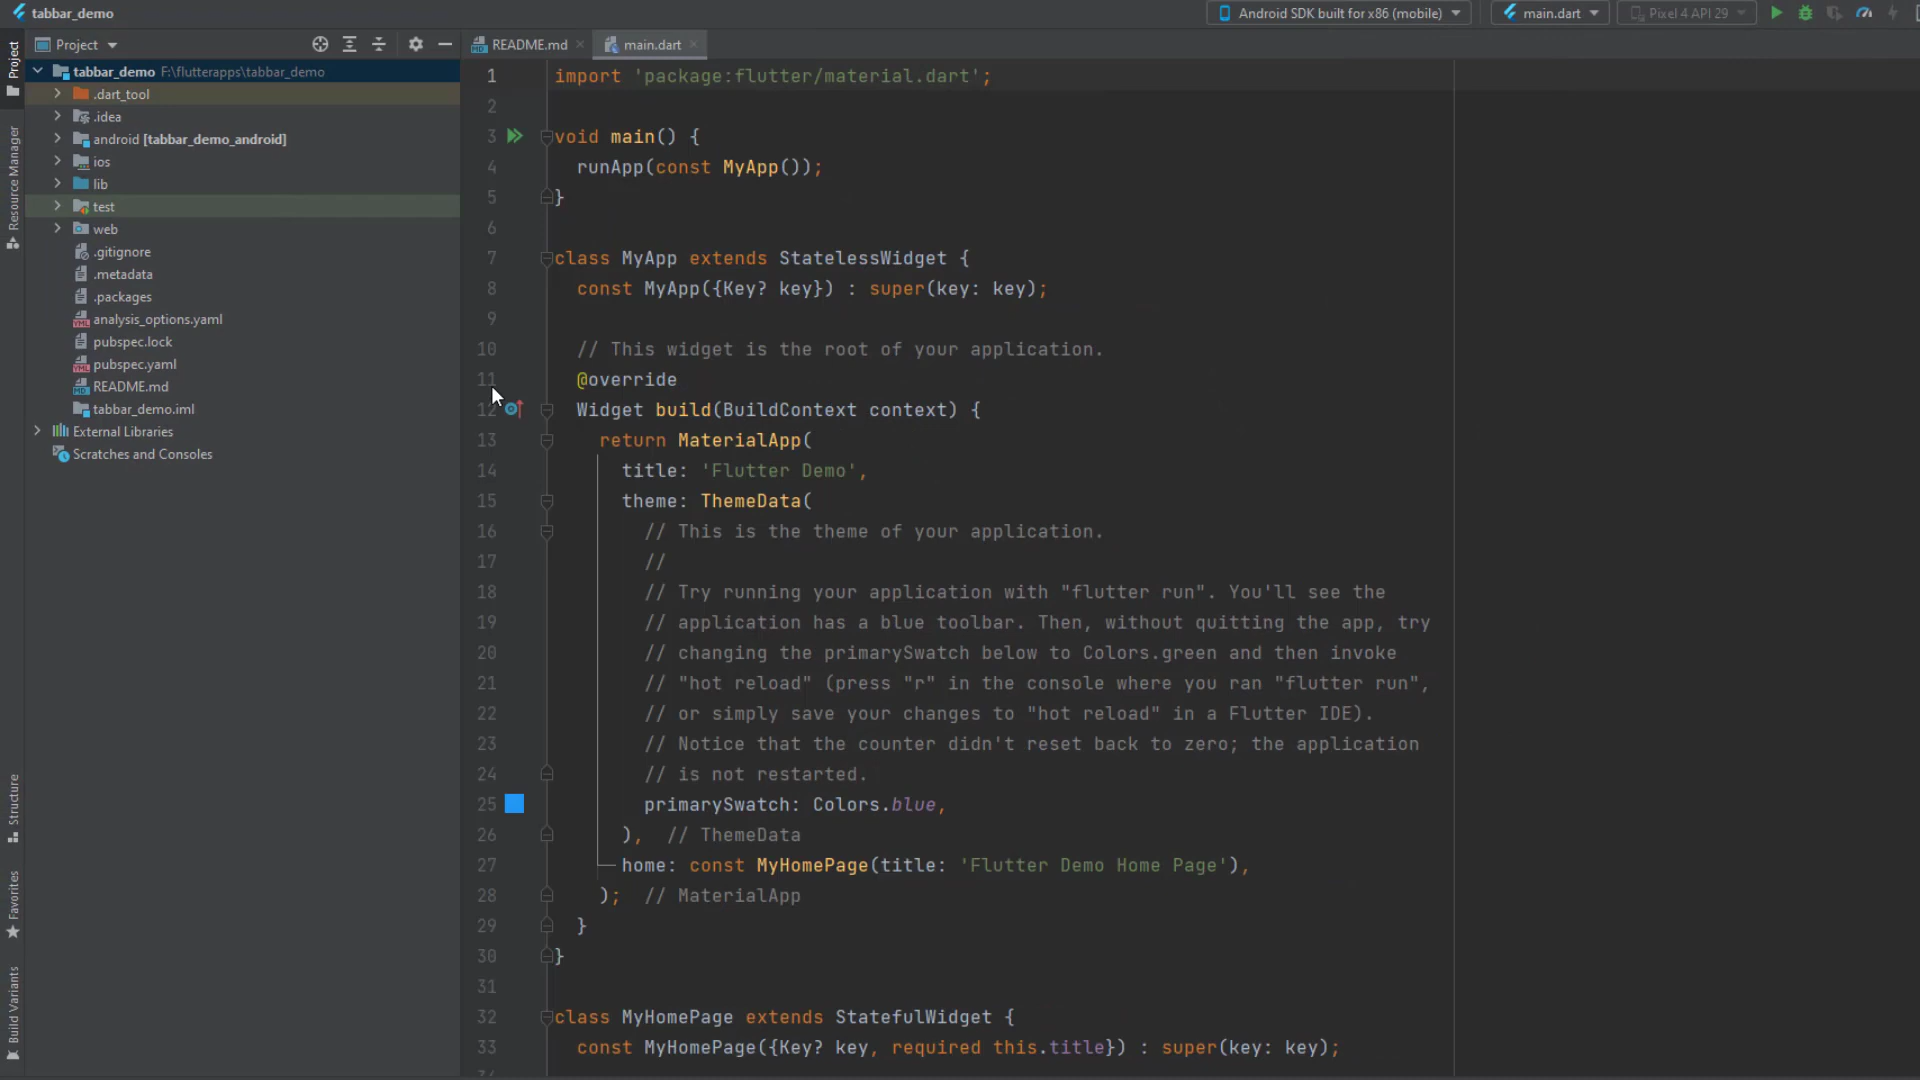 tabbar_demo
Android SDK built for x86 (mobile)
main.dart
Pixel 4 API 29
Project
README.md
main.dart
Project
Resource Manager
Structure
Favorites
Build Variants
tabbar_demo F:\flutterapps\tabbar_demo
.dart_tool
.idea
android [tabbar_demo_android]
ios
lib
test
web
.gitignore
.metadata
.packages
analysis_options.yaml
pubspec.lock
pubspec.yaml
README.md
tabbar_demo.iml
External Libraries
Scratches and Consoles
1 import 'package:flutter/material.dart';
2
3 void main() {
4 runApp(const MyApp());
5 }
6
7 class MyApp extends StatelessWidget {
8 const MyApp({Key? key}) : super(key: key);
9
10 // This widget is the root of your application.
11 @override
12 Widget build(BuildContext context) {
13 return MaterialApp(
14 title: 'Flutter Demo',
15 theme: ThemeData(
16 // This is the theme of your application.
17 //
18 // Try running your application with "flutter run". You'll see the
19 // application has a blue toolbar. Then, without quitting the app, try
20 // changing the primarySwatch below to Colors.green and then invoke
21 // "hot reload" (press "r" in the console where you ran "flutter run",
22 // or simply save your changes to "hot reload" in a Flutter IDE).
23 // Notice that the counter didn't reset back to zero; the application
24 // is not restarted.
25 primarySwatch: Colors.blue,
26 ), // ThemeData
27 home: const MyHomePage(title: 'Flutter Demo Home Page'),
28 ); // MaterialApp
29 }
30 }
31
32 class MyHomePage extends StatefulWidget {
33 const MyHomePage({Key? key, required this.title}) : super(key: key);